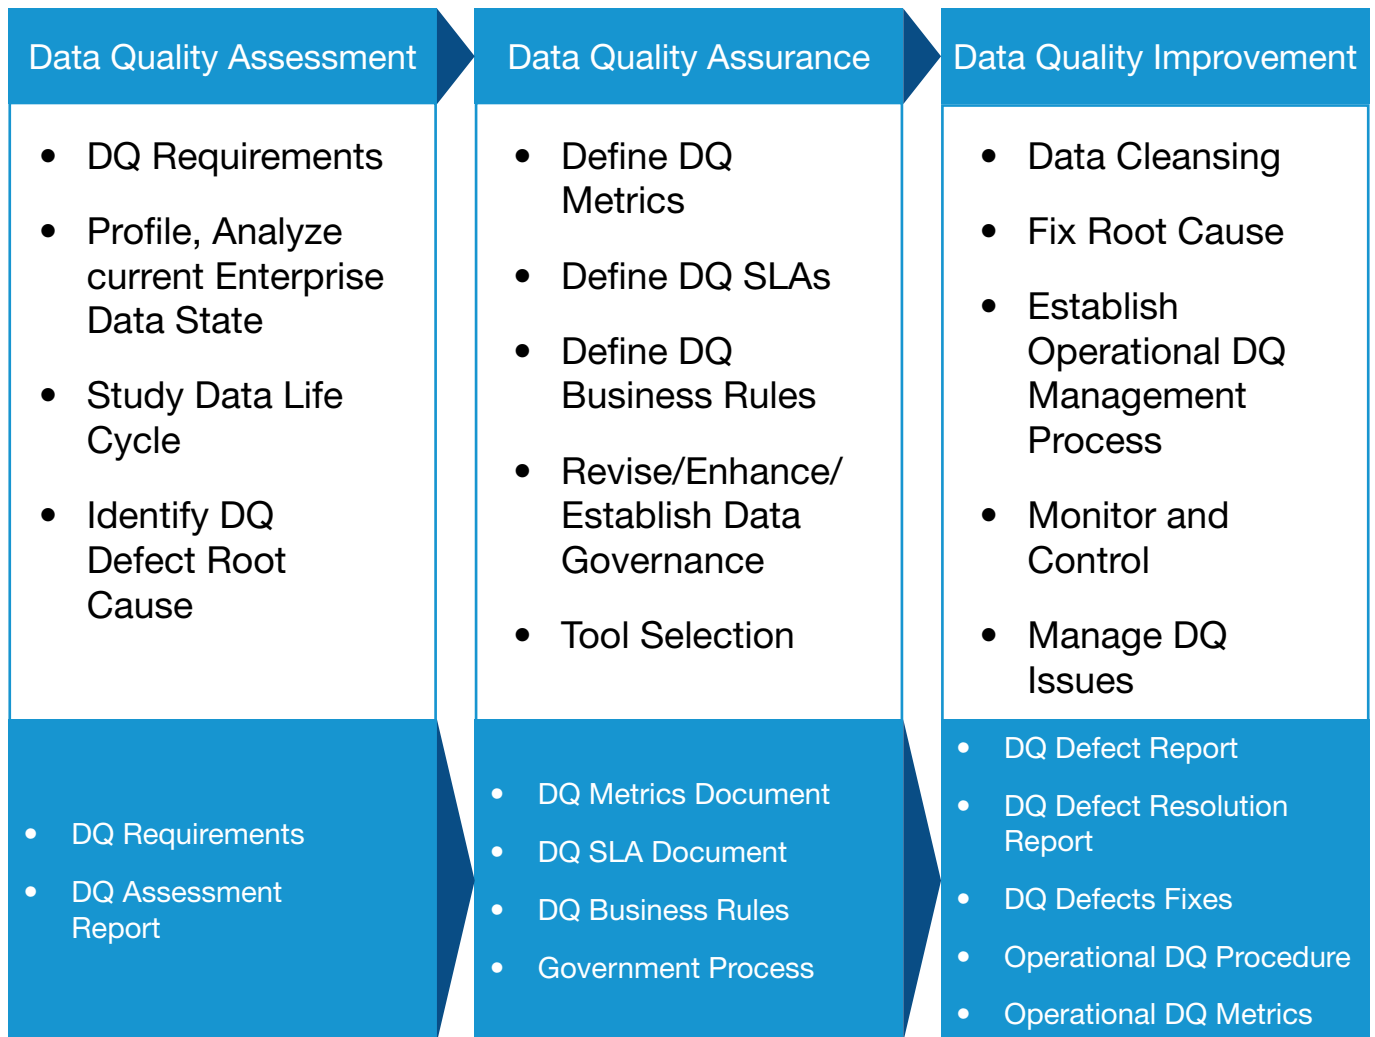 Data Quality Assessment
• DQ Requirements
• Profile, Analyze
current Enterprise
Data State
• Study Data Life
Cycle
• Identify DQ
Defect Root
Cause
• DQ Requirements
• DQ Assessment
Report
Data Quality Assurance
• Define DQ
Metrics
• Define DQ SLAs
• Define DQ
Business Rules
• Revise/Enhance/
Establish Data
Governance
• Tool Selection
• DQ Metrics Document
• DQ SLA Document
• DQ Business Rules
• Government Process
Data Quality Improvement
• Data Cleansing
• Fix Root Cause
• Establish
Operational DQ
Management
Process
• Monitor and
Control
• Manage DQ
Issues
• DQ Defect Report
• DQ Defect Resolution
Report
• DQ Defects Fixes
• Operational DQ Procedure
• Operational DQ Metrics